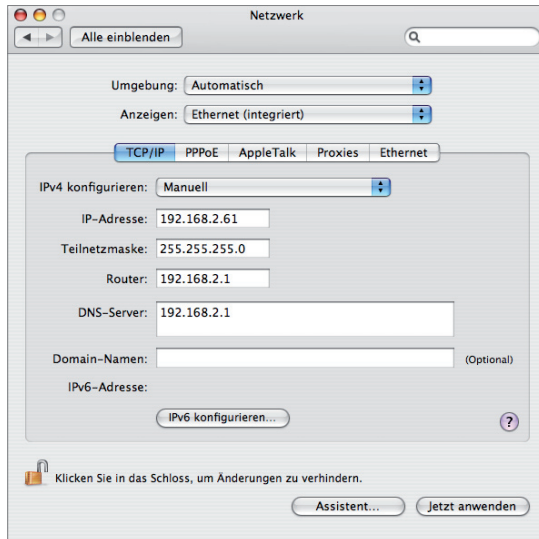 Netzwerk
Alle einblenden
Umgebung: Automatisch
Anzeigen: Ethernet (integriert)
TCP/IP PPPoE AppleTalk Proxies Ethernet
IPv4 konfigurieren: Manuell
IP-Adresse: 192.168.2.61
Teilnetzmaske: 255.255.255.0
Router: 192.168.2.1
DNS-Server: 192.168.2.1
Domain-Namen: (Optional)
IPv6-Adresse:
IPv6 konfigurieren... ?
Klicken Sie in das Schloss, um Änderungen zu verhindern.
Assistent... Jetzt anwenden